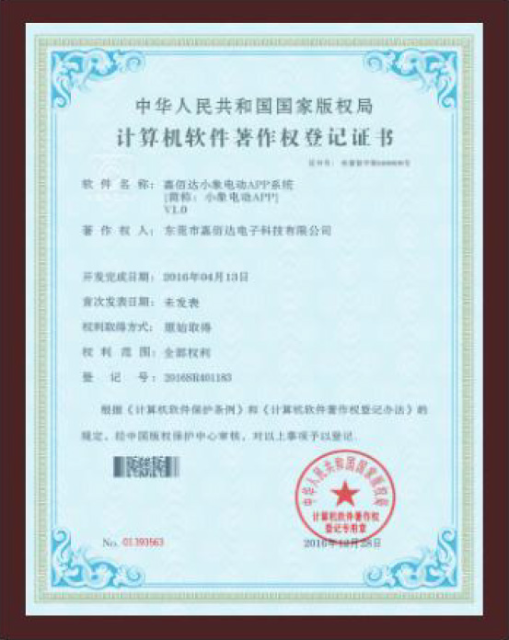 中华人民共和国国家版权局
计算机软件著作权登记证书
证书号：
软件名称： 嘉佰达小象电动APP系统
[简称：小象电动APP]
V1.0
著作权人： 东莞市嘉佰达电子科技有限公司
开发完成日期： 2016年04月13日
首次发表日期： 未发表
权利取得方式： 原始取得
权利范围： 全部权利
登记号： 2016SR401183
根据《计算机软件保护条例》和《计算机软件著作权登记办法》的
规定，经中国版权保护中心审核，对以上事项予以登记。
中华人民共和国国家版权局
计算机软件著作权
登记专用章
No. 01393563
2016年12月28日